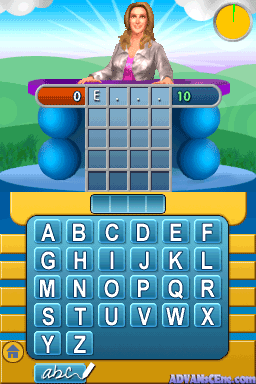 0 E . . . 10
A B C D E F
G H I J K L
M N O P Q R
S T U V W X
Y Z
abc
ADVANsCEne.com